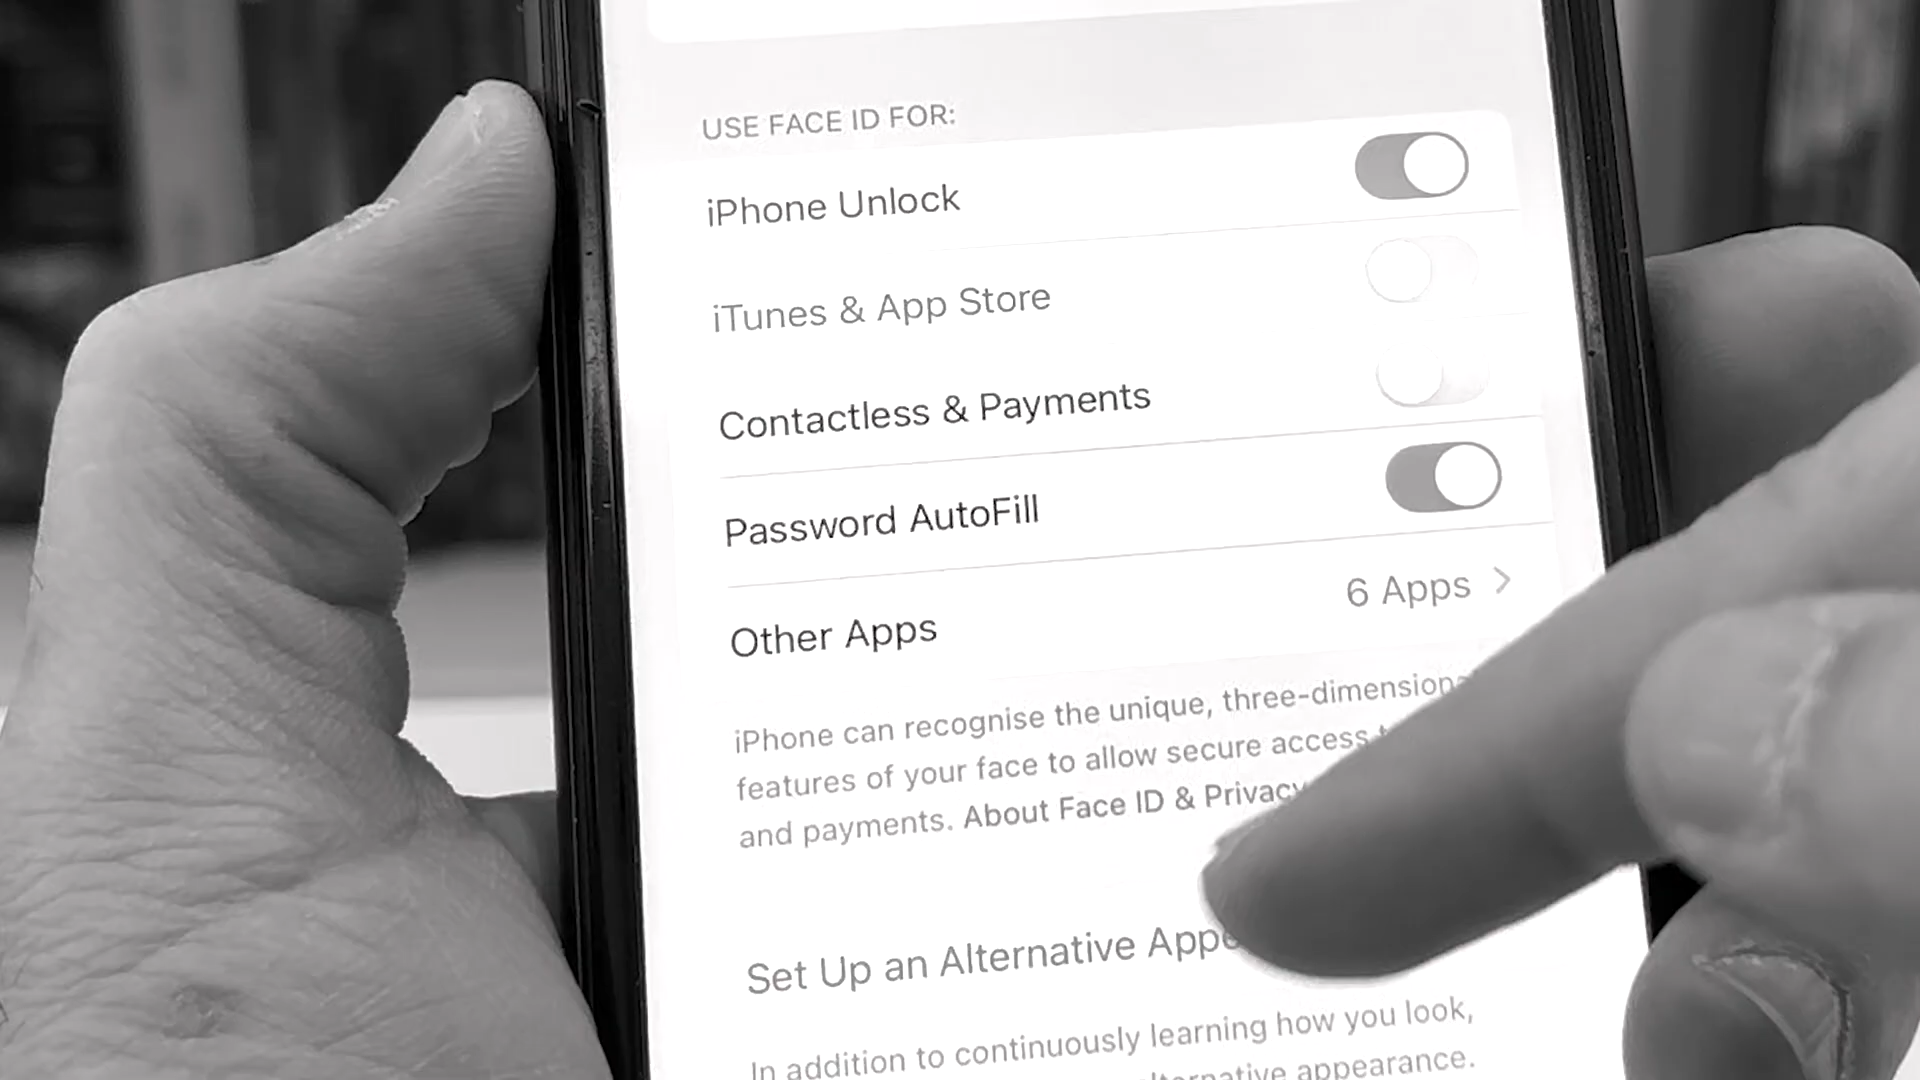 USE FACE ID FOR:
iPhone Unlock
iTunes & App Store
Contactless & Payments
Password AutoFill
Other Apps 6 Apps
iPhone can recognise the unique, three-dimensional
features of your face to allow secure access
and payments. About Face ID & Privacy
Set Up an Alternative
In addition to continuously learning how you look,
alternative appearance.